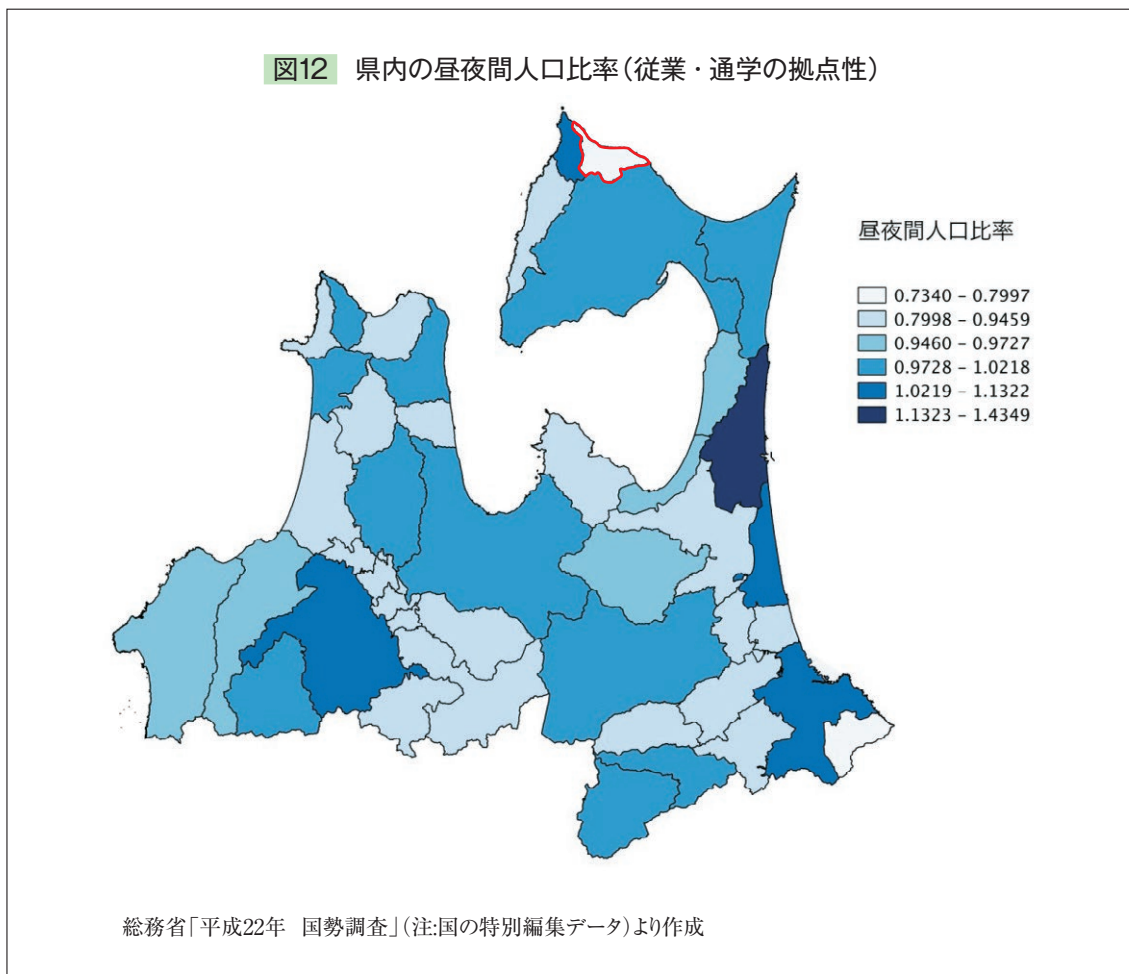 図12 県内の昼夜間人口比率(従業・通学の拠点性)
昼夜間人口比率
0.7340 – 0.7997
0.7998 – 0.9459
0.9460 – 0.9727
0.9728 – 1.0218
1.0219 – 1.1322
1.1323 – 1.4349
総務省「平成22年 国勢調査」(注:国の特別編集データ)より作成